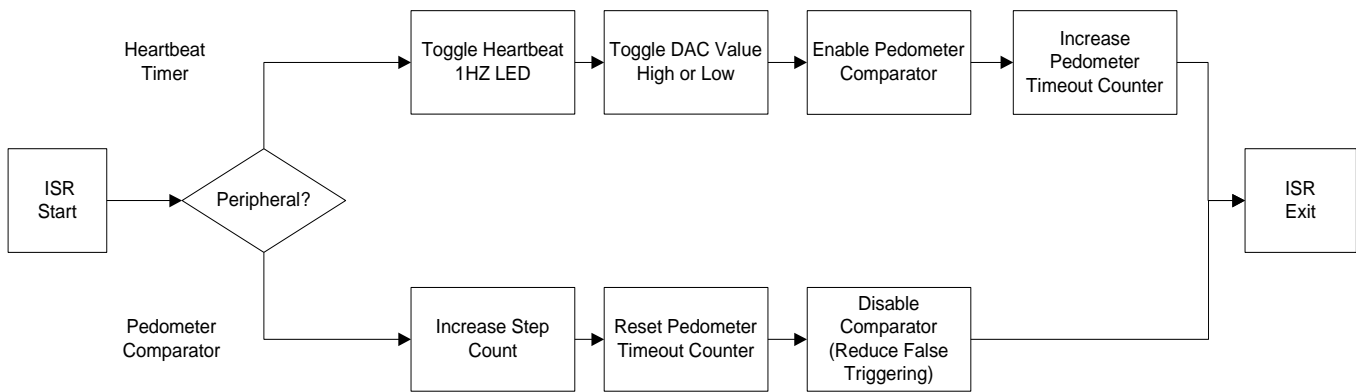 Heartbeat
Timer
Toggle Heartbeat
1HZ LED
Toggle DAC Value
High or Low
Enable Pedometer
Comparator
Increase
Pedometer
Timeout Counter
ISR
Start
Peripheral?
ISR
Exit
Pedometer
Comparator
Increase Step
Count
Reset Pedometer
Timeout Counter
Disable
Comparator
(Reduce False
Triggering)